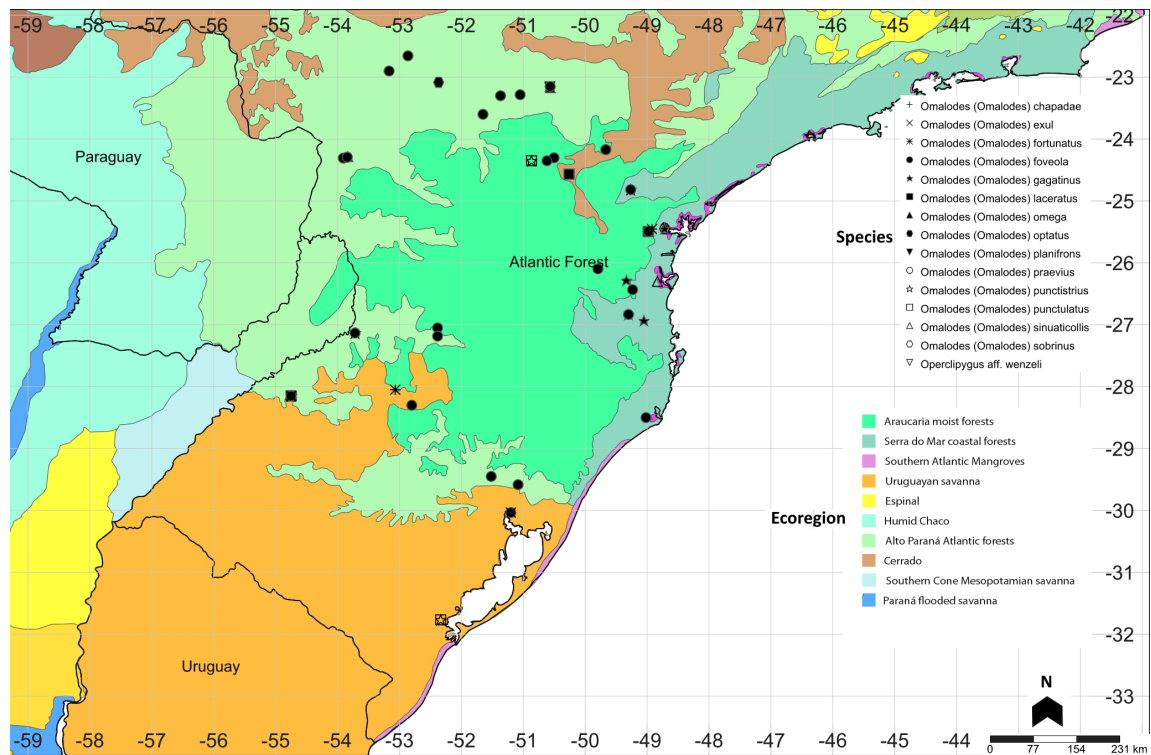 -59 -58 -57 -56 -55 -54 -53 -52 -51 -50 -49 -48 -47 -46 -45 -44 -43 -42 -22
-23
Omalodes (Omalodes) chapadae
Omalodes (Omalodes) exul
Omalodes (Omalodes) fortunatus
-24
Paraguay
Omalodes (Omalodes) foveola
Omalodes (Omalodes) gagatinus
Omalodes (Omalodes) laceratus
-25
Omalodes (Omalodes) omega
Species
Omalodes (Omalodes) optatus
Omalodes (Omalodes) planifrons
Atlantic Forest
-26
Omalodes (Omalodes) praevius
Omalodes (Omalodes) punctistrius
Omalodes (Omalodes) punctulatus
-27
Omalodes (Omalodes) sinuaticollis
Omalodes (Omalodes) sobrinus
Operclipygus aff. wenzeli
-28
Araucaria moist forests
Serra do Mar coastal forests
-29
Southern Atlantic Mangroves
Uruguayan savanna
Espinal
-30
Ecoregion
Humid Chaco
Alto Paraná Atlantic forests
Cerrado
-31
Southern Cone Mesopotamian savanna
Paraná flooded savanna
-32
Uruguay
N
-33
-59 -58 -57 -56 -55 -54 -53 -52 -51 -50 -49 -48 -47 -46 -45 -44
0 77 154 231 km